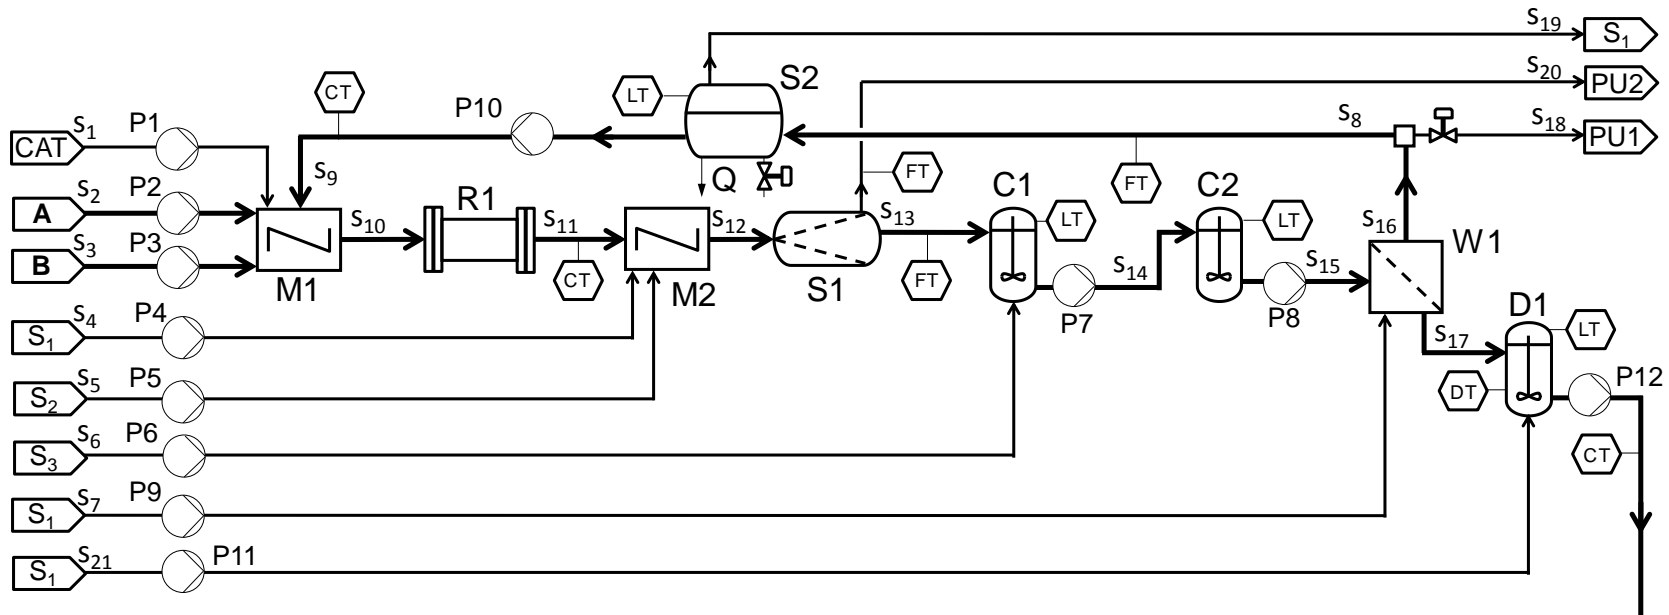 s19
S1
s20
PU2
S2
CT
LT
P10
s8
s18
PU1
s1
P1
CAT
s9
Q
FT
FT
C1
C2
s2
P2
A
R1
LT
LT
s3
P3
B
s10
s11
s12
s13
s16
W1
M1
CT
M2
S1
FT
s14
s15
P7
P8
D1
s4
P4
S1
s17
LT
s5
P5
S2
DT
P12
s6
P6
S3
CT
s7
P9
S1
s21
P11
S1